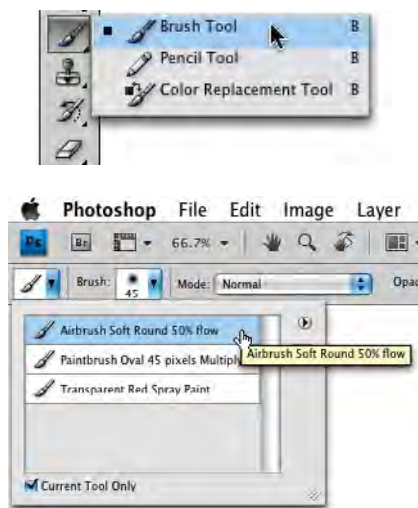 Brush Tool B
Pencil Tool B
Color Replacement Tool B
Photoshop File Edit Image Layer
Ps Br 66.7%
Brush: 45 Mode: Normal Opac
Airbrush Soft Round 50% flow
Paintbrush Oval 45 pixels Multiply
Airbrush Soft Round 50% flow
Transparent Red Spray Paint
Current Tool Only